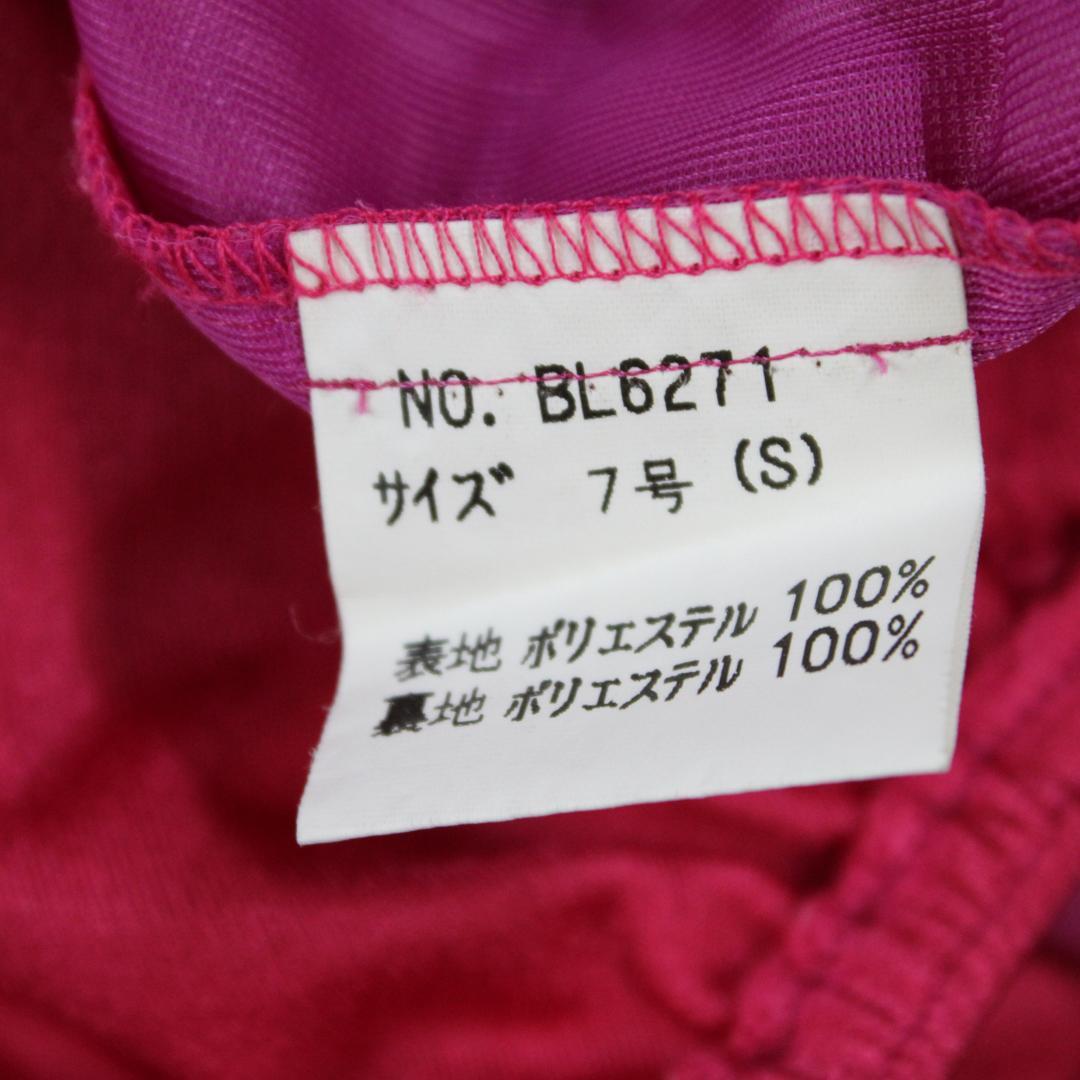 NO. BL6271
サイズ 7号 (S)
表地 ポリエステル 100%
裏地 ポリエステル 100%